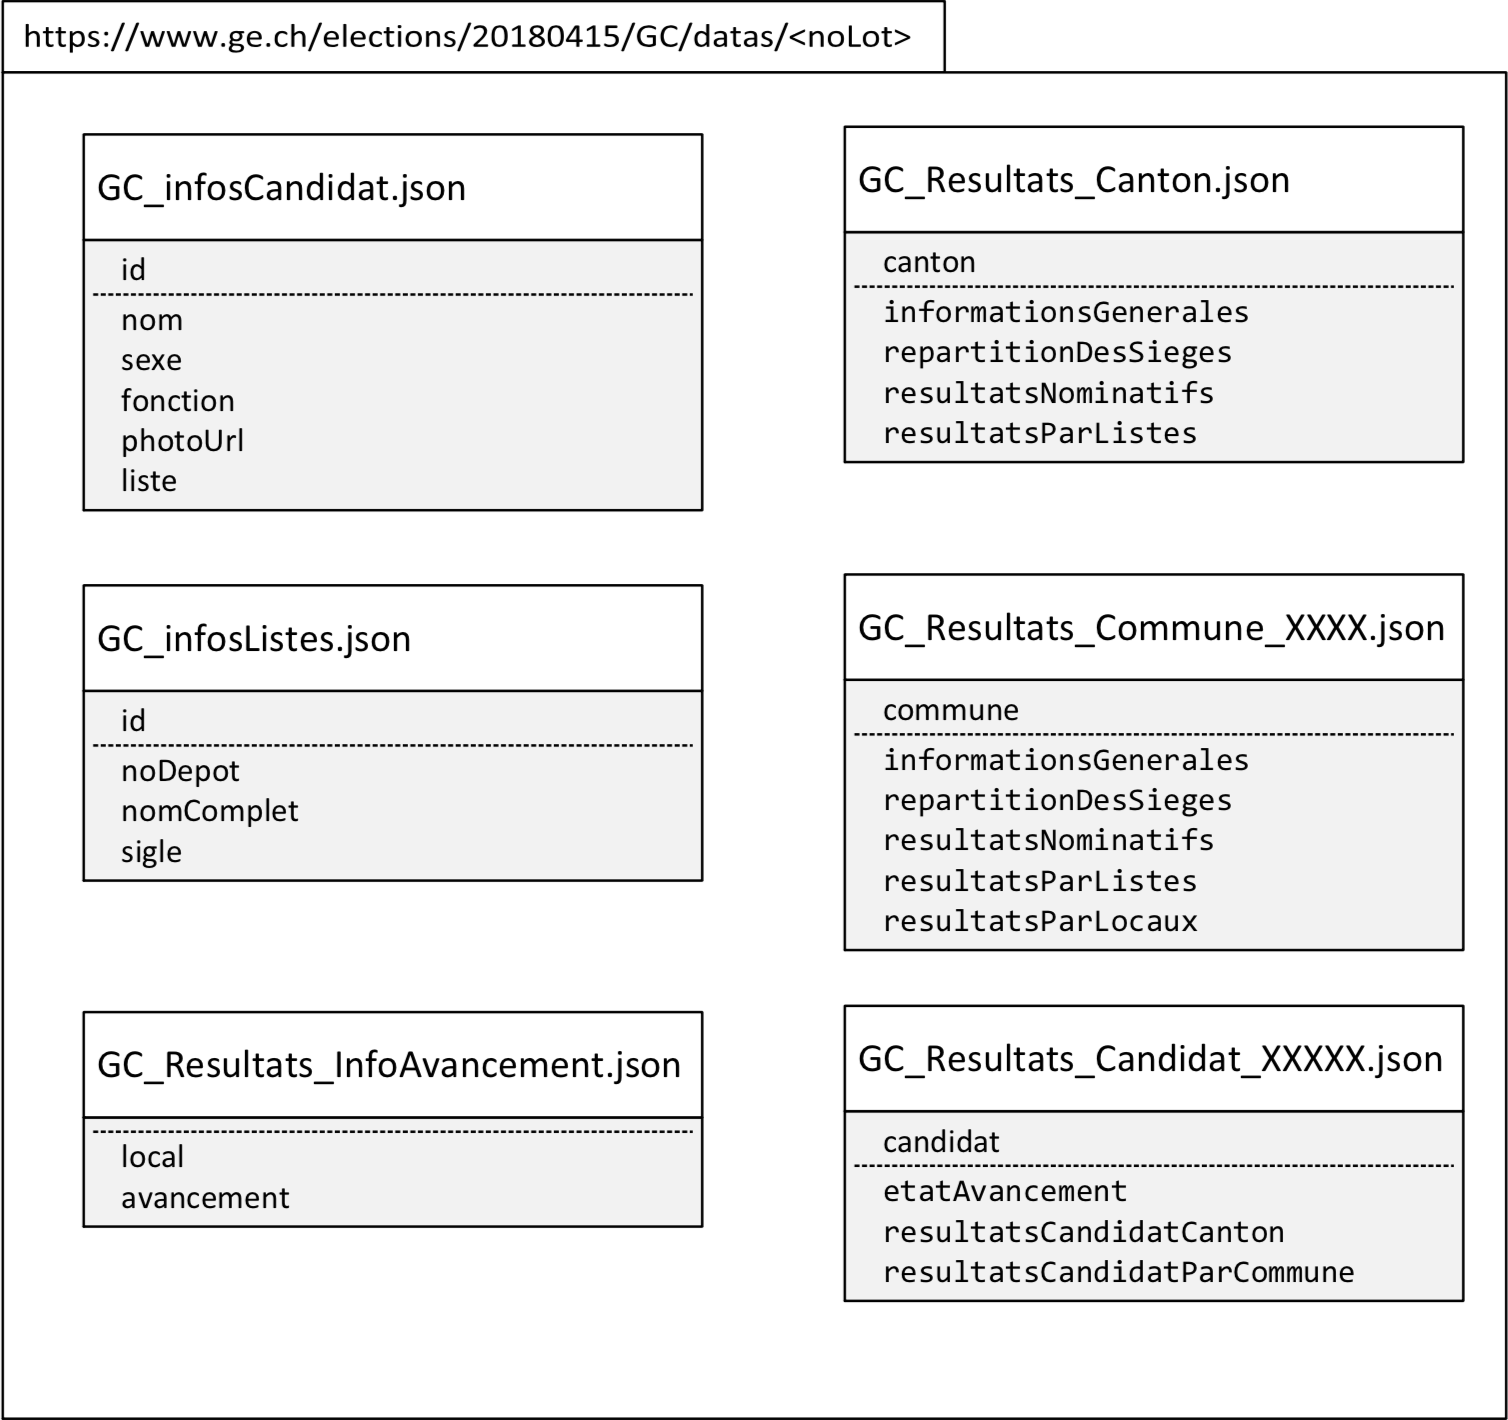 https://www.ge.ch/elections/20180415/GC/datas/<noLot>
GC_infosCandidat.json
id
nom
sexe
fonction
photoUrl
liste
GC_infosListes.json
id
noDepot
nomComplet
sigle
GC_Resultats_InfoAvancement.json
local
avancement
GC_Resultats_Canton.json
canton
informationsGenerales
repartitionDesSieges
resultatsNominatifs
resultatsParListes
GC_Resultats_Commune_XXXX.json
commune
informationsGenerales
repartitionDesSieges
resultatsNominatifs
resultatsParListes
resultatsParLocaux
GC_Resultats_Candidat_XXXXX.json
candidat
etatAvancement
resultatsCandidatCanton
resultatsCandidatParCommune